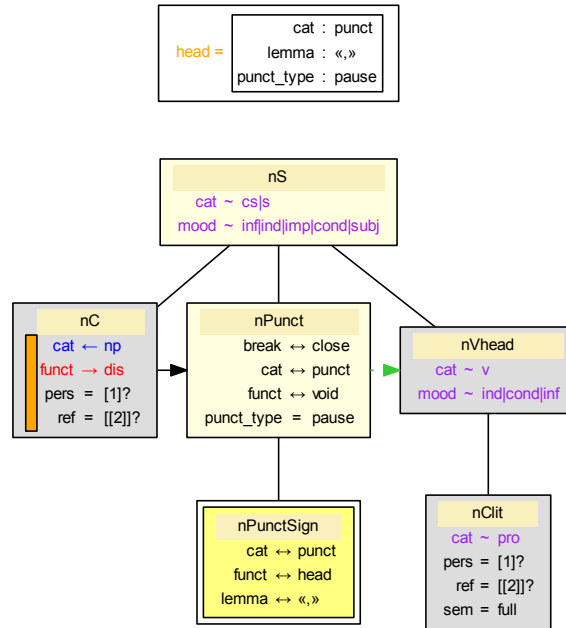 head =
cat : punct
lemma : «,»
punct_type : pause
nS
cat ~ cs|s
mood ~ inf|ind|imp|cond|subj
nC
cat ← np
funct → dis
pers = [1]?
ref = [[2]]?
nPunct
break ↔ close
cat ↔ punct
funct ↔ void
punct_type = pause
nVhead
cat ~ v
mood ~ ind|cond|inf
nPunctSign
cat ↔ punct
funct ↔ head
lemma ↔ «,»
nClit
cat ~ pro
pers = [1]?
ref = [[2]]?
sem = full